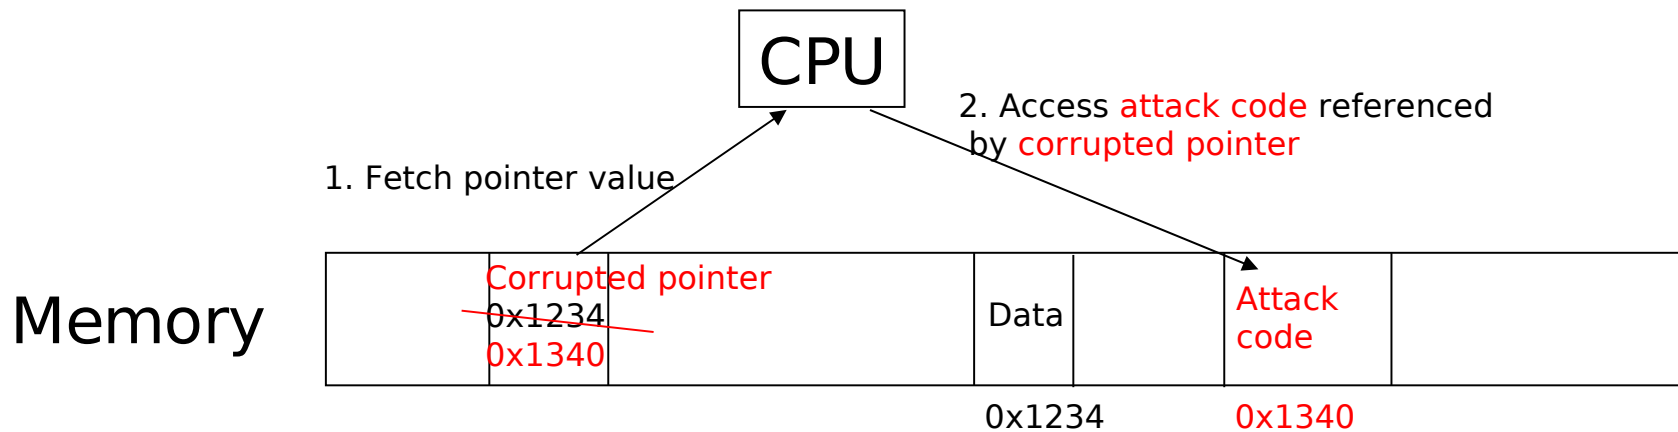 CPU
2. Access attack code referenced
by corrupted pointer
1. Fetch pointer value
Memory
Corrupted pointer
0x1234
0x1340
Data
Attack
code
0x1234
0x1340